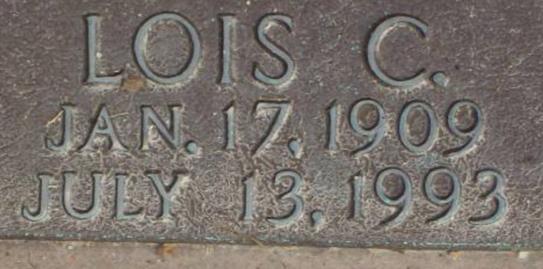 LOIS C.
JAN. 17, 1909
JULY 13, 1993